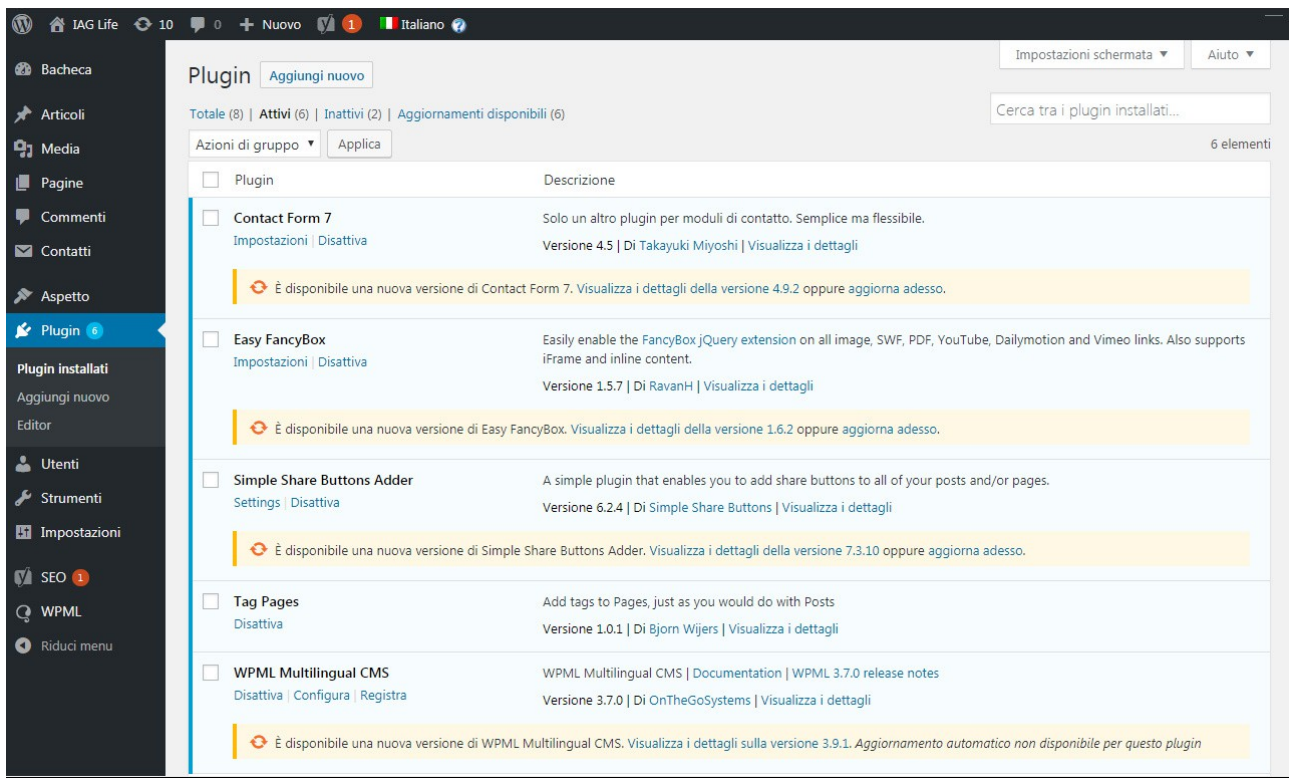 IAG Life 10 0 Nuovo 1 Italiano
Impostazioni schermata ▼ Aiuto ▼
Bacheca
Articoli
Media
Pagine
Commenti
Contatti
Aspetto
Plugin 6
Plugin installati
Aggiungi nuovo
Editor
Utenti
Strumenti
Impostazioni
SEO 1
WPML
Riduci menu
Plugin Aggiungi nuovo
Totale (8) | Attivi (6) | Inattivi (2) | Aggiornamenti disponibili (6)
Cerca tra i plugin installati...
Azioni di gruppo ▼ Applica
6 elementi
Plugin Descrizione
Contact Form 7
Impostazioni | Disattiva
Solo un altro plugin per moduli di contatto. Semplice ma flessibile.
Versione 4.5 | Di Takayuki Miyoshi | Visualizza i dettagli
È disponibile una nuova versione di Contact Form 7. Visualizza i dettagli della versione 4.9.2 oppure aggiorna adesso.
Easy FancyBox
Impostazioni | Disattiva
Easily enable the FancyBox jQuery extension on all image, SWF, PDF, YouTube, Dailymotion and Vimeo links. Also supports
iFrame and inline content.
Versione 1.5.7 | Di RavanH | Visualizza i dettagli
È disponibile una nuova versione di Easy FancyBox. Visualizza i dettagli della versione 1.6.2 oppure aggiorna adesso.
Simple Share Buttons Adder
Settings | Disattiva
A simple plugin that enables you to add share buttons to all of your posts and/or pages.
Versione 6.2.4 | Di Simple Share Buttons | Visualizza i dettagli
È disponibile una nuova versione di Simple Share Buttons Adder. Visualizza i dettagli della versione 7.3.10 oppure aggiorna adesso.
Tag Pages
Disattiva
Add tags to Pages, just as you would do with Posts
Versione 1.0.1 | Di Bjorn Wijers | Visualizza i dettagli
WPML Multilingual CMS
Disattiva | Configura | Registra
WPML Multilingual CMS | Documentation | WPML 3.7.0 release notes
Versione 3.7.0 | Di OnTheGoSystems | Visualizza i dettagli
È disponibile una nuova versione di WPML Multilingual CMS. Visualizza i dettagli sulla versione 3.9.1. Aggiornamento automatico non disponibile per questo plugin